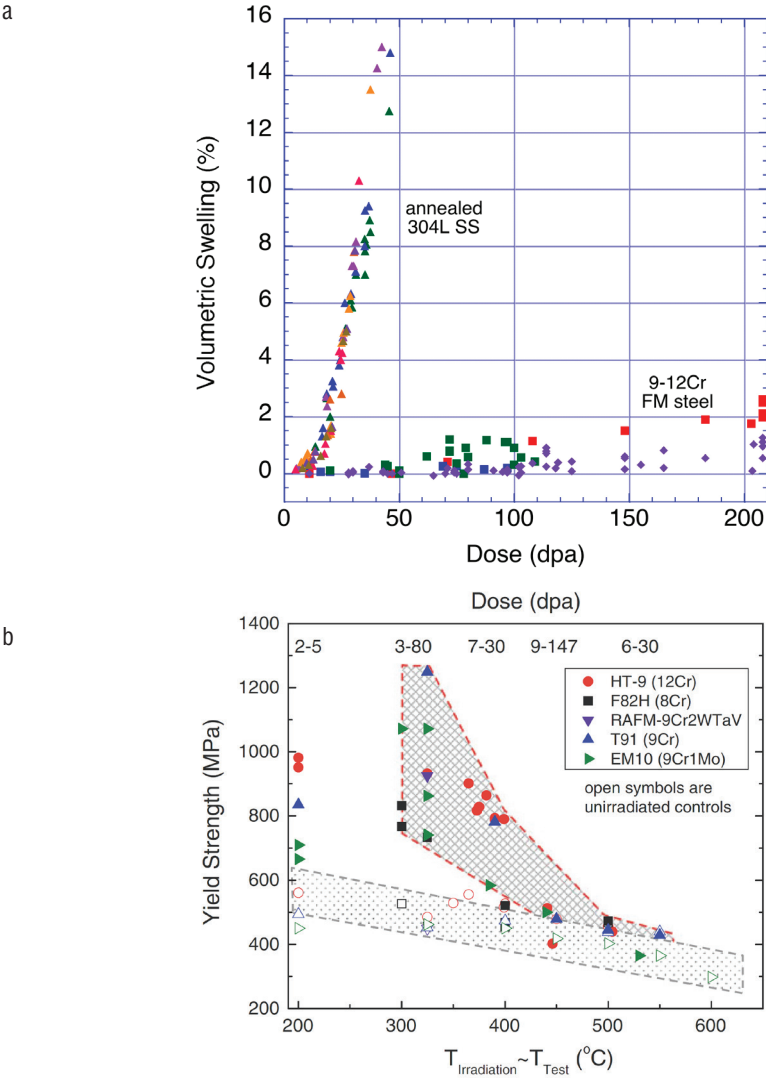 a
16
14
12
10
8
6
4
2
0
Volumetric Swelling (%)
annealed
304L SS
9-12Cr
FM steel
0 50 100 150 200
Dose (dpa)
b
Dose (dpa)
1400
1200
1000
800
600
400
200
Yield Strength (MPa)
2-5 3-80 7-30 9-147 6-30
HT-9 (12Cr)
F82H (8Cr)
RAFM-9Cr2WTaV
T91 (9Cr)
EM10 (9Cr1Mo)
open symbols are
unirradiated controls
200 300 400 500 600
TIrradiation~TTest (°C)